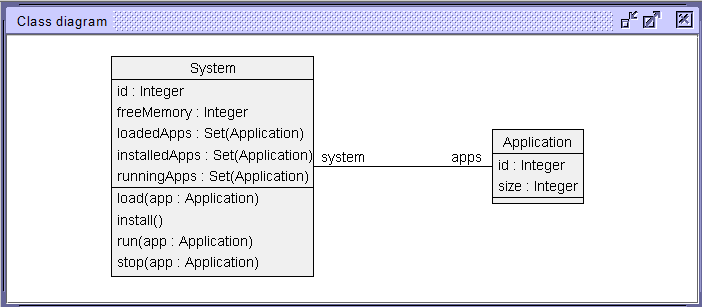 Class diagram
System
id : Integer
freeMemory : Integer
loadedApps : Set(Application)
installedApps : Set(Application)
runningApps : Set(Application)
load(app : Application)
install()
run(app : Application)
stop(app : Application)
system
apps
Application
id : Integer
size : Integer